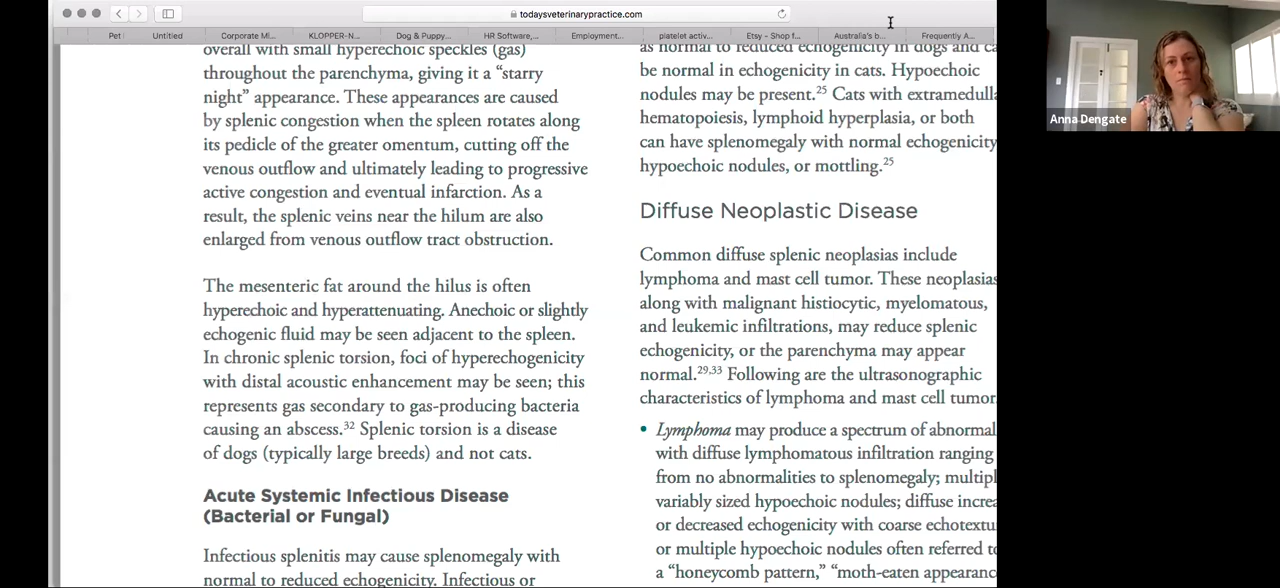 todaysveterinarypractice.com
Pet
Untitled
Corporate Mi...
KLOPPER-N...
Dog & Puppy...
HR Software,...
Employment...
platelet activ...
Etsy - Shop f...
Australia's b...
Frequently A...
overall with small hyperechoic speckles (gas)
throughout the parenchyma, giving it a “starry
night” appearance. These appearances are caused
by splenic congestion when the spleen rotates along
its pedicle of the greater omentum, cutting off the
venous outflow and ultimately leading to progressive
active congestion and eventual infarction. As a
result, the splenic veins near the hilum are also
enlarged from venous outflow tract obstruction.
The mesenteric fat around the hilus is often
hyperechoic and hyperattenuating. Anechoic or slightly
echogenic fluid may be seen adjacent to the spleen.
In chronic splenic torsion, foci of hyperechogenicity
with distal acoustic enhancement may be seen; this
represents gas secondary to gas-producing bacteria
causing an abscess.32 Splenic torsion is a disease
of dogs (typically large breeds) and not cats.
Acute Systemic Infectious Disease
(Bacterial or Fungal)
Infectious splenitis may cause splenomegaly with
normal to reduced echogenicity. Infectious or
as normal to reduced echogenicity in dogs and ca
be normal in echogenicity in cats. Hypoechoic
nodules may be present.25 Cats with extramedulla
hematopoiesis, lymphoid hyperplasia, or both
can have splenomegaly with normal echogenicity
hypoechoic nodules, or mottling.25
Diffuse Neoplastic Disease
Common diffuse splenic neoplasias include
lymphoma and mast cell tumor. These neoplasias
along with malignant histiocytic, myelomatous,
and leukemic infiltrations, may reduce splenic
echogenicity, or the parenchyma may appear
normal.29,33 Following are the ultrasonographic
characteristics of lymphoma and mast cell tumor.
• Lymphoma may produce a spectrum of abnormal
with diffuse lymphomatous infiltration ranging
from no abnormalities to splenomegaly; multipl
variably sized hypoechoic nodules; diffuse increa
or decreased echogenicity with coarse echotextu
or multiple hypoechoic nodules often referred to
a “honeycomb pattern,” “moth-eaten appearanc
Anna Dengate